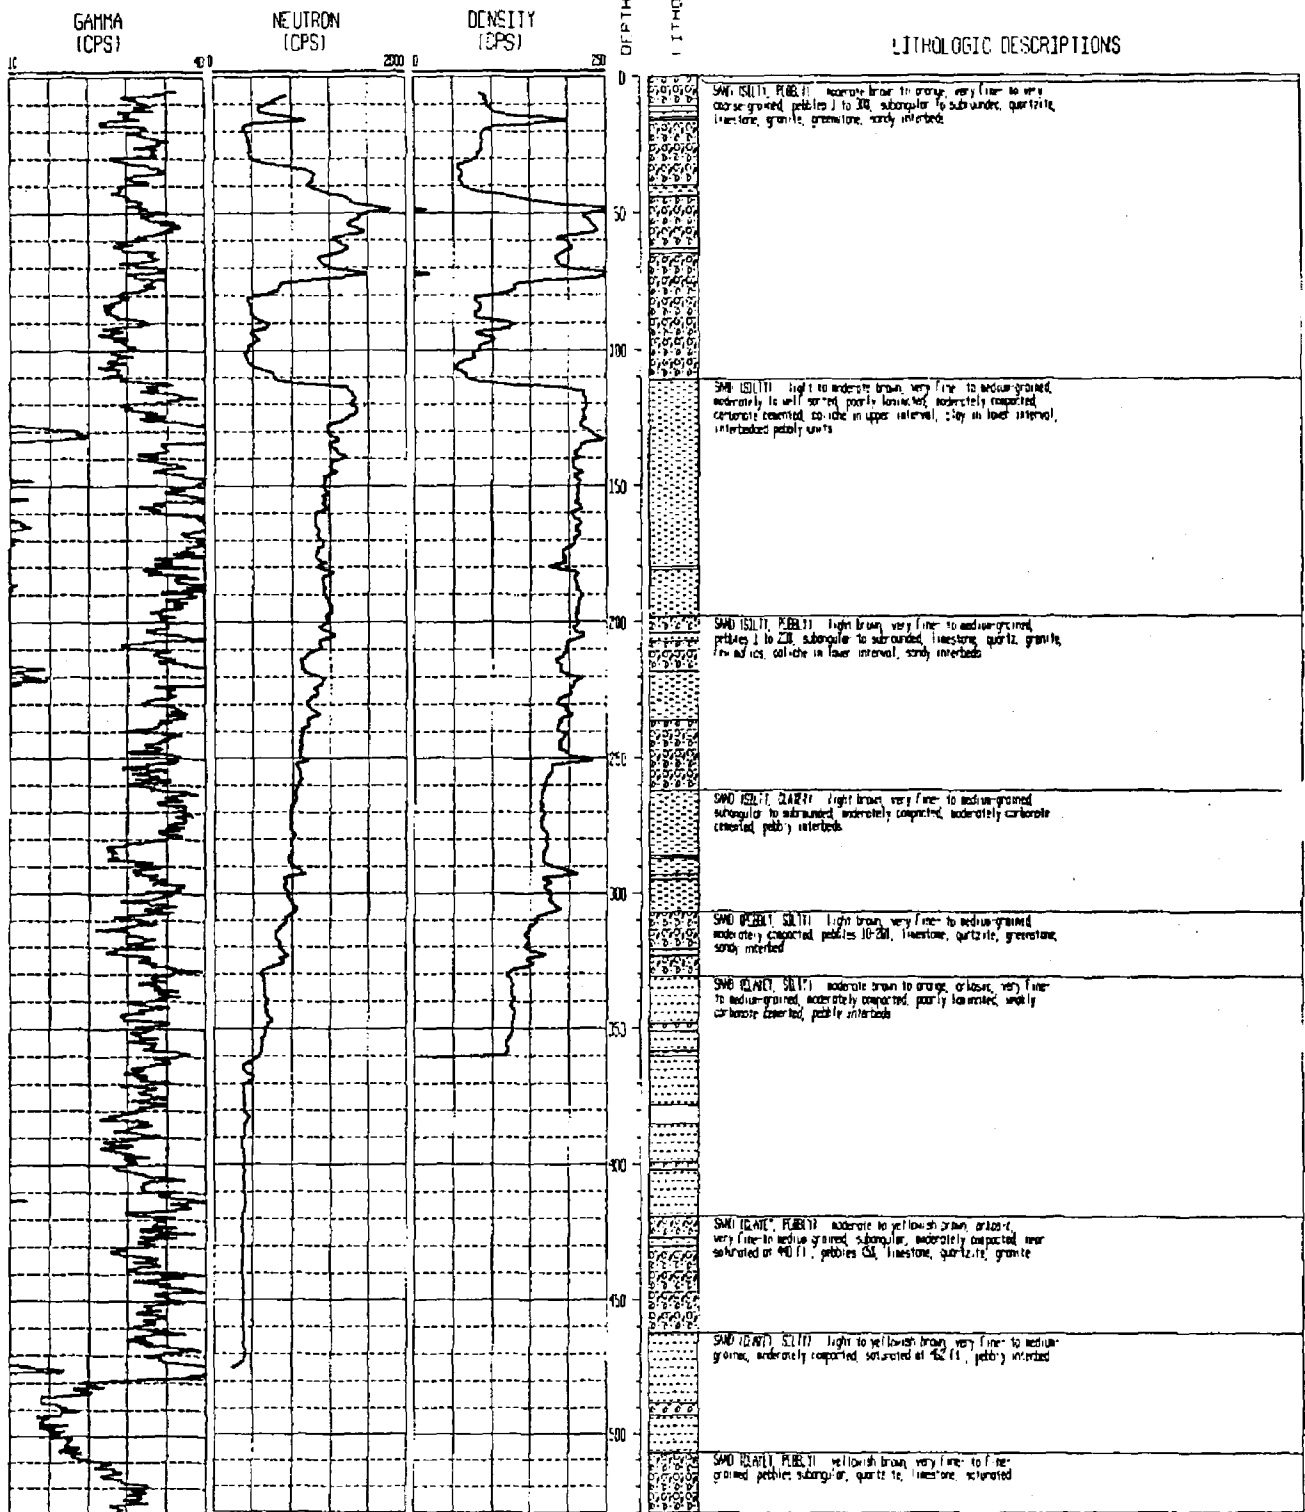 GAMMA
(CPS)
NEUTRON
(CPS)
DENSITY
(CPS)
DEPTH
LITHO
LITHOLOGIC DESCRIPTIONS
10
40
0
2000
0
250
0
50
100
150
200
250
300
350
400
450
500
SAND (SILTY, PEBBLY) moderate brown to orange, very fine- to very
coarse-grained, pebbles to subangular to subrounded, quartzite,
limestone, granite, greenstone, sandy interbeds
SAND (SILTY) light to moderate brown, very fine- to medium-grained,
moderately to well sorted, poorly laminated, moderately compacted,
carbonate cemented, caliche in upper interval, clay in lower interval,
interbedded pebbly units
SAND (SILTY, PEBBLY) light brown, very fine- to medium-grained,
pebbles to subangular to subrounded, limestone, quartz, granite,
caliche in lower interval, sandy interbeds
SAND (SILTY, CLAYEY) light brown, very fine- to medium-grained,
subangular to subrounded, moderately compacted, moderately carbonate
cemented, pebbly interbeds
SAND (PEBBLY, SILTY) light brown, very fine- to medium-grained,
moderately compacted, pebbles limestone, quartzite, greenstone,
sandy interbed
SAND (CLAYEY, SILTY) moderate brown to orange, arkosic, very fine-
to medium-grained, moderately compacted, poorly laminated, weakly
carbonate cemented, pebbly interbeds
SAND (CLAYEY, PEBBLY) moderate to yellowish brown, arkosic,
very fine- to medium grained, subangular, moderately compacted, near
saturated at 440 ft, pebbles limestone, quartzite, granite
SAND (CLAYEY, SILTY) light to yellowish brown, very fine- to medium-
grained, moderately compacted, saturated at 462 ft, pebbly interbed
SAND (CLAYEY, PEBBLY) yellowish brown, very fine- to fine-
grained, pebbles subangular, quartzite, limestone, saturated